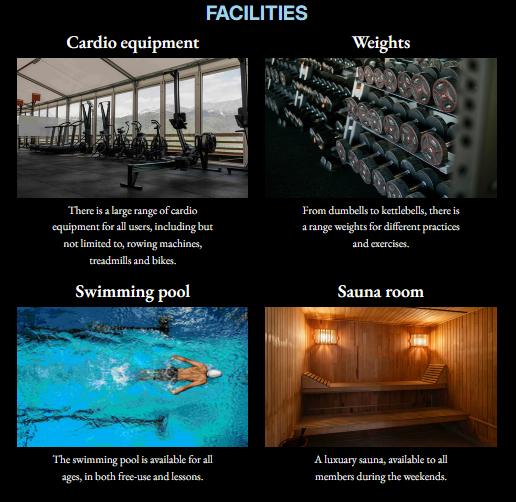 FACILITIES
Cardio equipment
Weights
There is a large range of cardio
equipment for all users, including but
not limited to, rowing machines,
treadmills and bikes.
From dumbells to kettlebells, there is
a range weights for different practices
and exercises.
Swimming pool
Sauna room
The swimming pool is available for all
ages, in both free-use and lessons.
A luxuary sauna, available to all
members during the weekends.